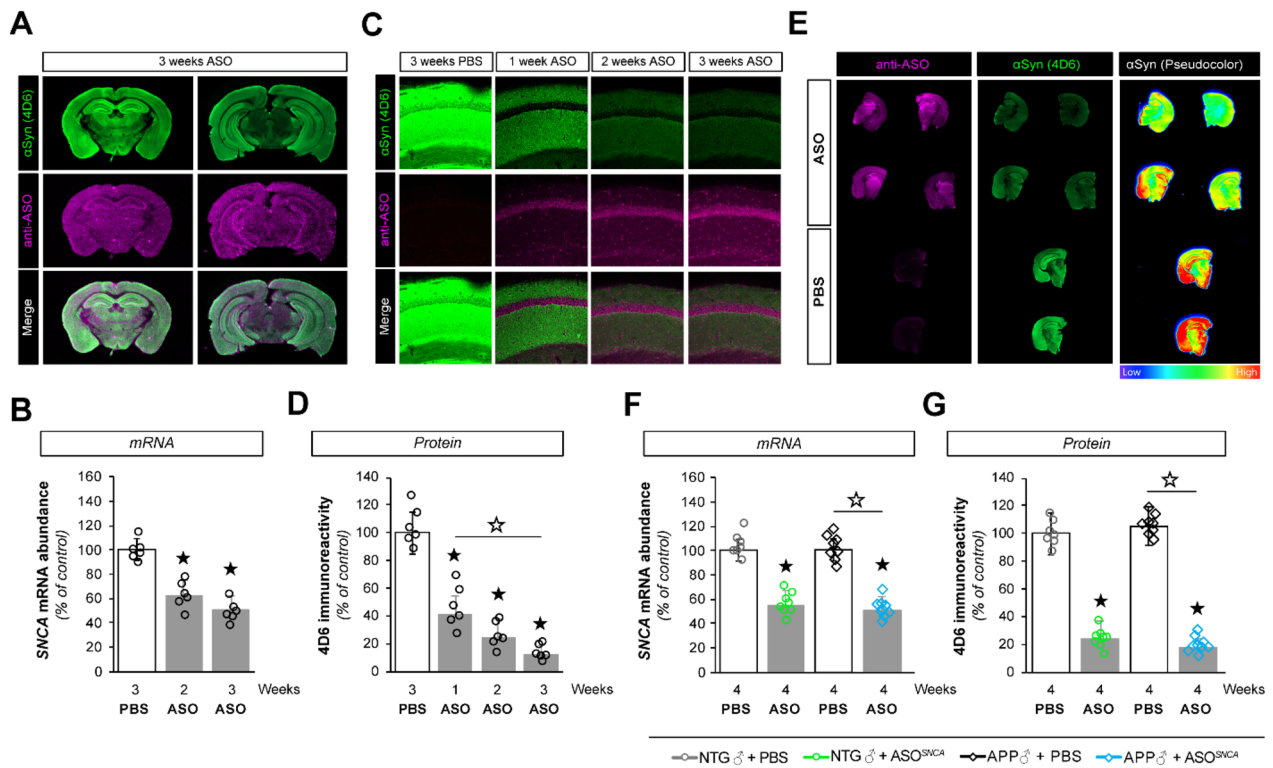 A
3 weeks ASO
αSyn (4D6)
anti-ASO
Merge
C
3 weeks PBS
1 week ASO
2 weeks ASO
3 weeks ASO
αSyn (4D6)
anti-ASO
Merge
E
anti-ASO
αSyn (4D6)
αSyn (Pseudocolor)
ASO
PBS
Low
High
B
mRNA
SNCA mRNA abundance
(% of control)
160
140
120
100
80
60
40
20
0
3
2
3
Weeks
PBS
ASO
ASO
D
Protein
4D6 immunoreactivity
(% of control)
140
120
100
80
60
40
20
0
3
1
2
3
Weeks
PBS
ASO
ASO
ASO
F
mRNA
SNCA mRNA abundance
(% of control)
160
140
120
100
80
60
40
20
0
4
4
4
4
Weeks
PBS
ASO
PBS
ASO
G
Protein
4D6 immunoreactivity
(% of control)
140
120
100
80
60
40
20
0
4
4
4
4
Weeks
PBS
ASO
PBS
ASO
NTG ♂ + PBS
NTG ♂ + ASO^SNCA
APP♂ + PBS
APP♂ + ASO^SNCA